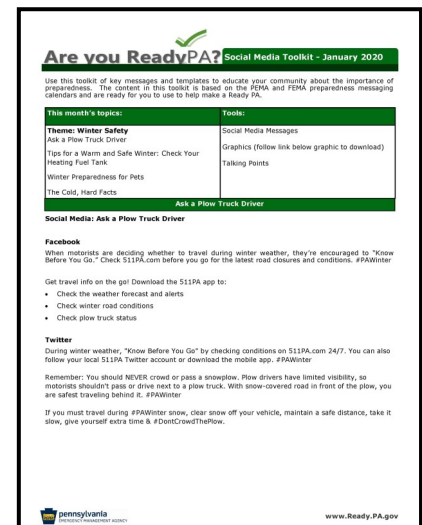 Are you ReadyPA? Social Media Toolkit - January 2020
Use this toolkit of key messages and templates to educate your community about the importance of
preparedness. The content in this toolkit is based on the PEMA and FEMA preparedness messaging
calendars and are ready for you to use to help make a Ready PA.
This month's topics:
Theme: Winter Safety
Ask a Plow Truck Driver
Tips for a Warm and Safe Winter: Check Your
Heating Fuel Tank
Winter Preparedness for Pets
The Cold, Hard Facts
Tools:
Social Media Messages
Graphics (follow link below graphic to download)
Talking Points
Ask a Plow Truck Driver
Social Media: Ask a Plow Truck Driver
Facebook
When motorists are deciding whether to travel during winter weather, they're encouraged to "Know
Before You Go." Check 511PA.com before you go for the latest road closures and conditions. #PAWinter
Get travel info on the go! Download the 511PA app to:
• Check the weather forecast and alerts
• Check winter road conditions
• Check plow truck status
Twitter
During winter weather, "Know Before You Go" by checking conditions on 511PA.com 24/7. You can also
follow your local 511PA Twitter account or download the mobile app. #PAWinter
Remember: You should NEVER crowd or pass a snowplow. Plow drivers have limited visibility, so
motorists shouldn't pass or drive next to a plow truck. With snow-covered road in front of the plow, you
are safest traveling behind it. #PAWinter
If you must travel during #PAWinter snow, clear snow off your vehicle, maintain a safe distance, take it
slow, give yourself extra time & #DontCrowdThePlow.
pennsylvania
EMERGENCY MANAGEMENT AGENCY
www.Ready.PA.gov